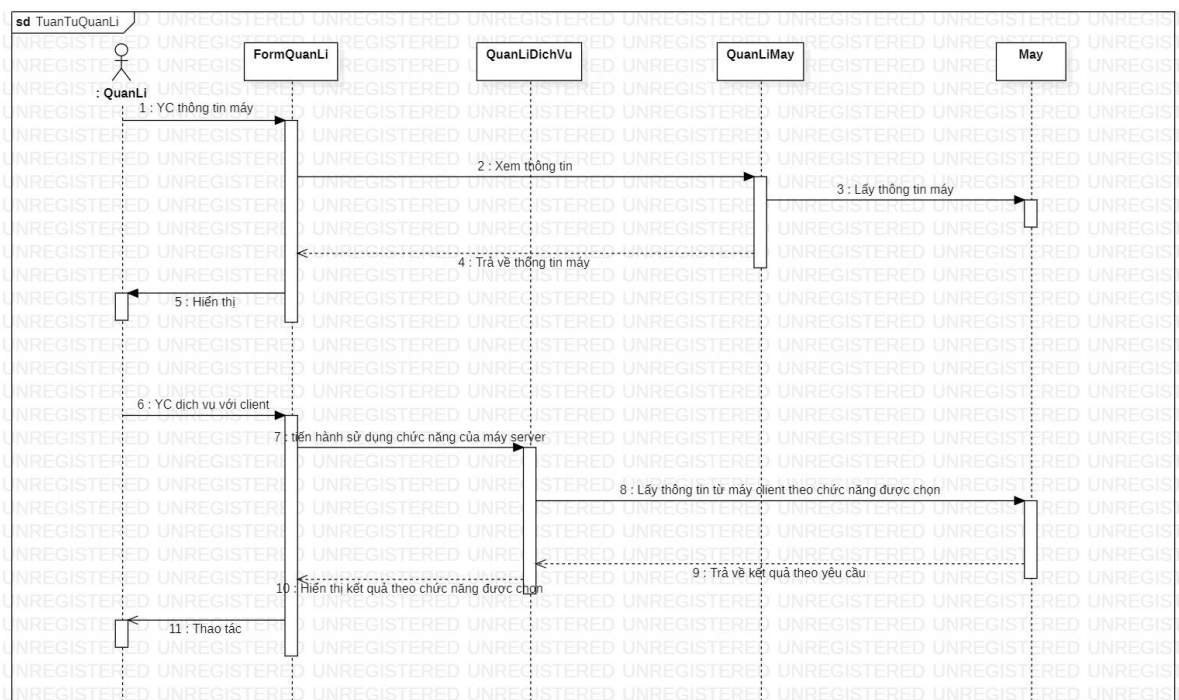 sd TuanTuQuanLi
FormQuanLi
QuanLiDichVu
QuanLiMay
May
: QuanLi
1 : YC thông tin máy
2 : Xem thông tin
3 : Lấy thông tin máy
4 : Trả về thông tin máy
5 : Hiển thị
6 : YC dịch vụ với client
7 : tiến hành sử dụng chức năng của máy server
8 : Lấy thông tin từ máy client theo chức năng được chọn
9 : Trả về kết quả theo yêu cầu
10 : Hiển thị kết quả theo chức năng được chọn
11 : Thao tác